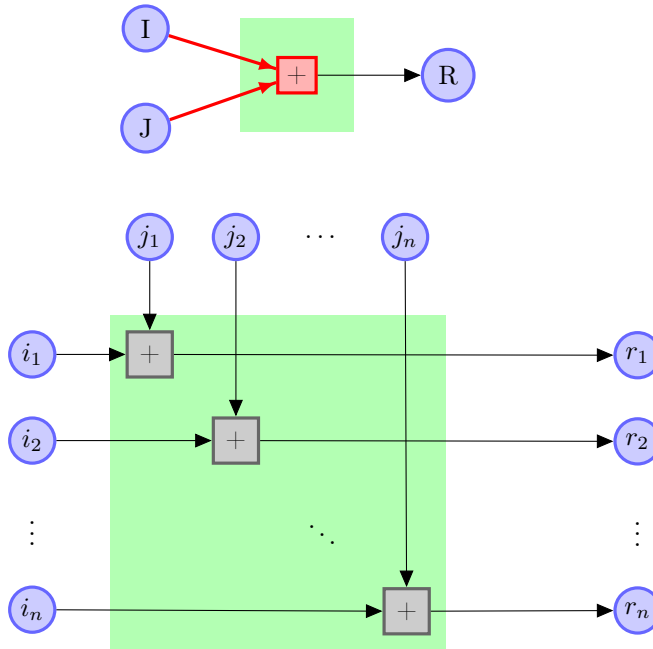 I
+
R
J
j₁ j₂ ⋯ jₙ
i₁ + r₁
i₂ + r₂
⋮ ⋱ ⋮
iₙ + rₙ